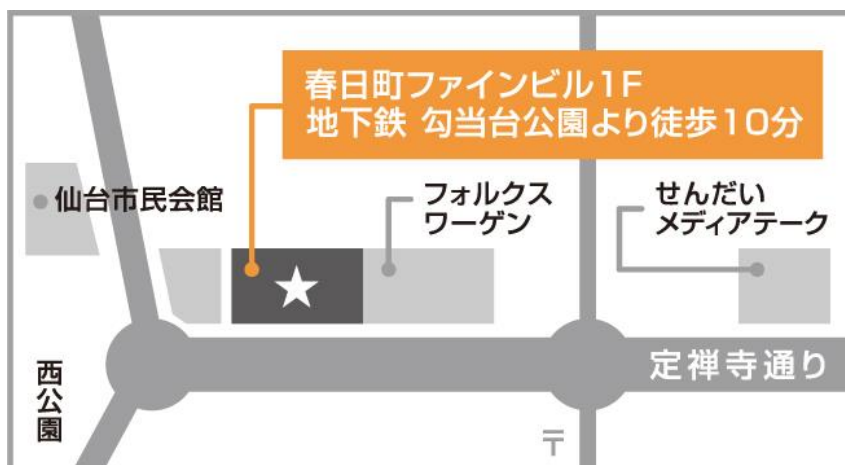 春日町ファインビル1F
地下鉄 勾当台公園より徒歩10分
仙台市民会館
フォルクス
ワーゲン
せんだい
メディアテーク
定禅寺通り
西公園
〒